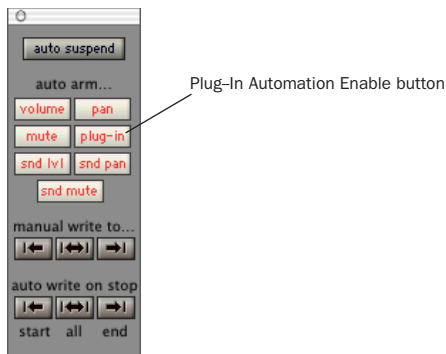 auto suspend
Plug–In Automation Enable button
auto arm...
volume pan
mute plug-in
snd lvl snd pan
snd mute
manual write to...
auto write on stop
start all end